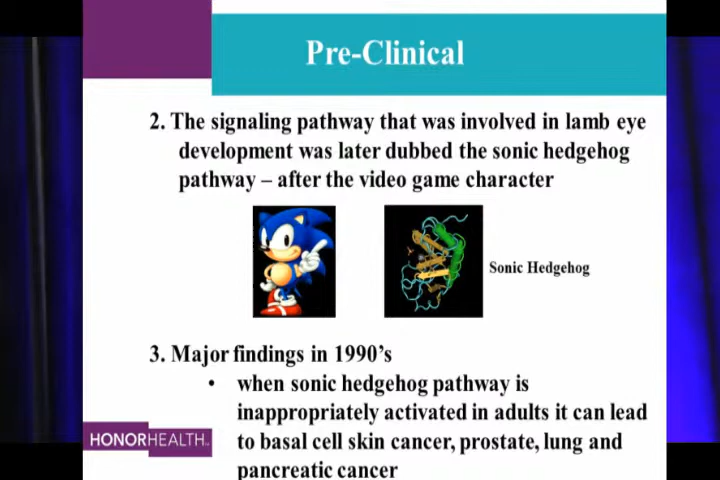 Pre-Clinical
2. The signaling pathway that was involved in lamb eye
development was later dubbed the sonic hedgehog
pathway – after the video game character
Sonic Hedgehog
3. Major findings in 1990’s
• when sonic hedgehog pathway is
inappropriately activated in adults it can lead
to basal cell skin cancer, prostate, lung and
pancreatic cancer
HONORHEALTH